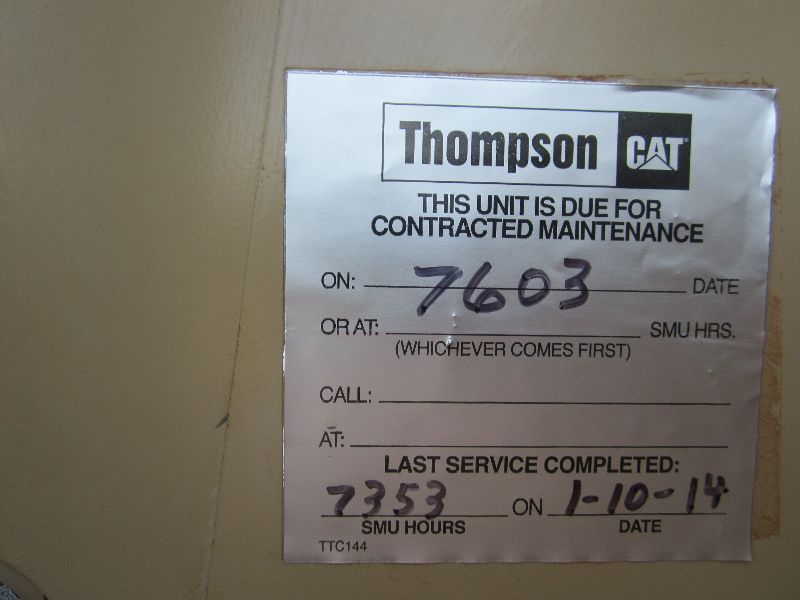 Thompson CAT
THIS UNIT IS DUE FOR
CONTRACTED MAINTENANCE
ON: 7603 DATE
OR AT: SMU HRS.
(WHICHEVER COMES FIRST)
CALL:
AT:
LAST SERVICE COMPLETED:
7353 ON 1-10-14
SMU HOURS DATE
TTC144